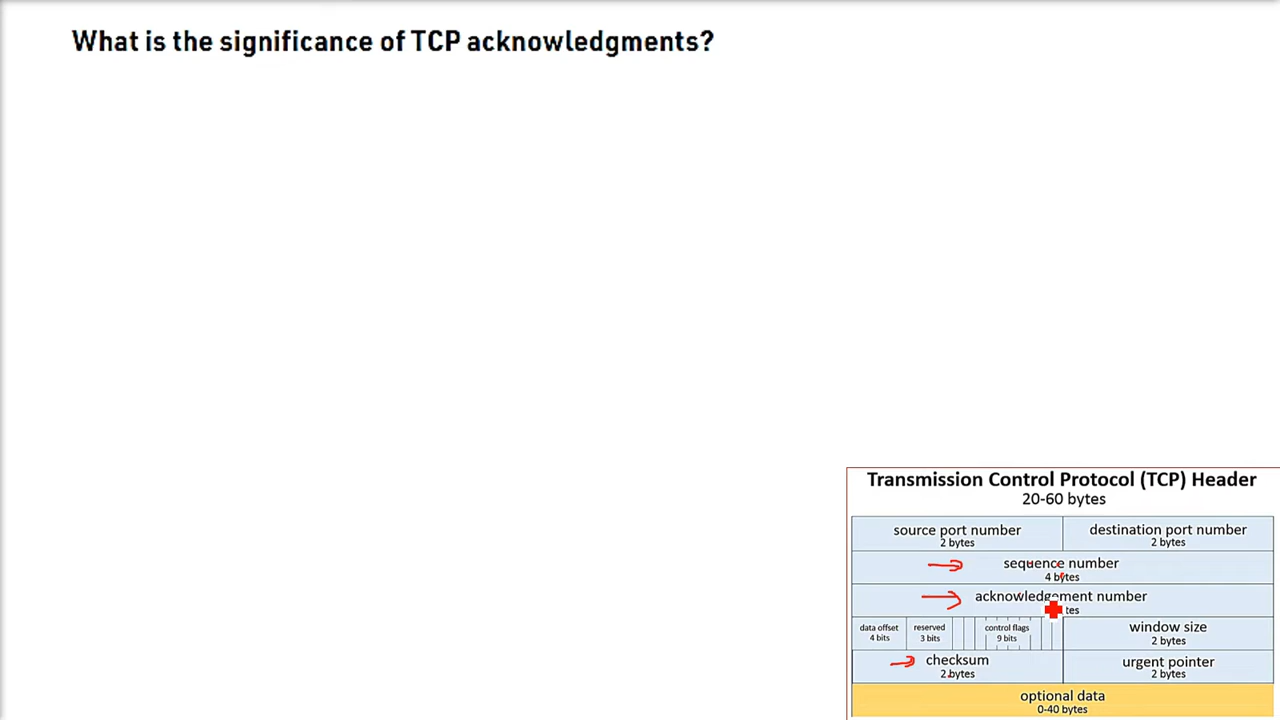 What is the significance of TCP acknowledgments?
Transmission Control Protocol (TCP) Header
20-60 bytes
source port number
2 bytes
destination port number
2 bytes
sequence number
4 bytes
acknowledgement number
tes
data offset
4 bits
reserved
3 bits
control flags
9 bits
window size
2 bytes
checksum
2 bytes
urgent pointer
2 bytes
optional data
0-40 bytes